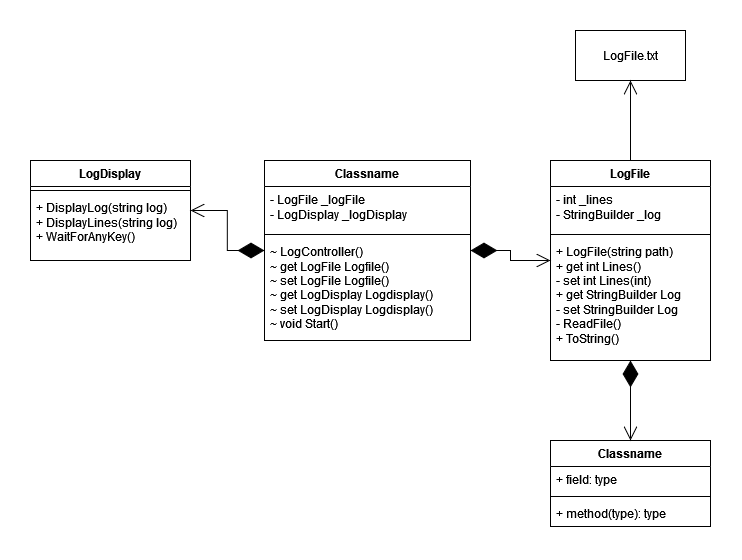 LogFile.txt
LogDisplay
+ DisplayLog(string log)
+ DisplayLines(string log)
+ WaitForAnyKey()
Classname
- LogFile _logFile
- LogDisplay _logDisplay
~ LogController()
~ get LogFile Logfile()
~ set LogFile Logfile()
~ get LogDisplay Logdisplay()
~ set LogDisplay Logdisplay()
~ void Start()
LogFile
- int _lines
- StringBuilder _log
+ LogFile(string path)
+ get int Lines()
- set int Lines(int)
+ get StringBuilder Log
- set StringBuilder Log
- ReadFile()
+ ToString()
Classname
+ field: type
+ method(type): type